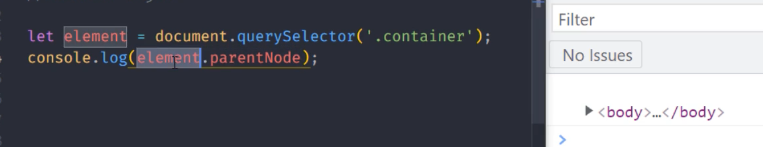 let element = document.querySelector('.container');
console.log(element.parentNode);
Filter
No Issues
▶<body>…</body>
>